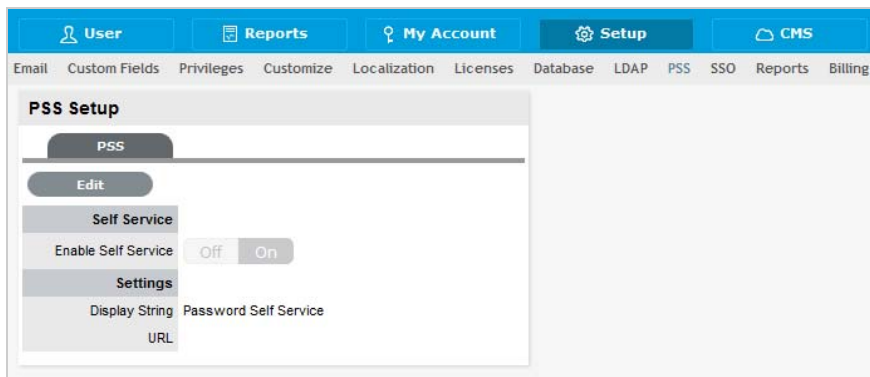 User Reports My Account Setup CMS
Email Custom Fields Privileges Customize Localization Licenses Database LDAP PSS SSO Reports Billing
PSS Setup
PSS
Edit
Self Service
Enable Self Service Off On
Settings
Display String Password Self Service
URL